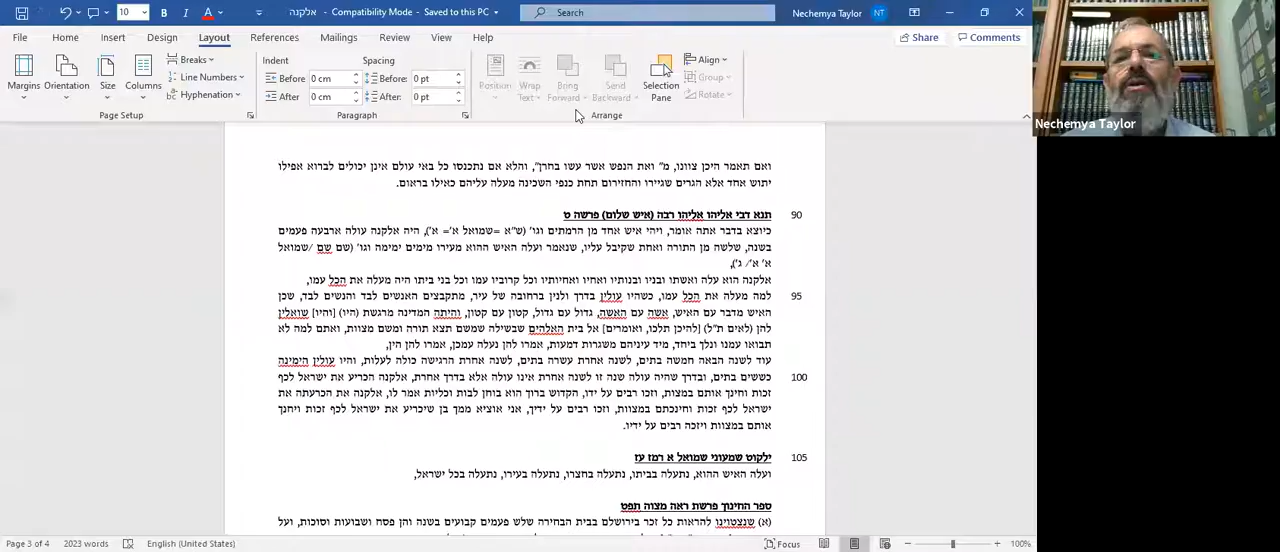 10
אלקנה - Compatibility Mode - Saved to this PC
Search
Nechemya Taylor
NT
File Home Insert Design Layout References Mailings Review View Help
Share Comments
Margins Orientation Size Columns
Breaks
Line Numbers
Hyphenation
Page Setup
Indent
Before 0 cm
After 0 cm
Spacing
Before: 0 pt
After: 0 pt
Paragraph
Position Wrap Text Bring Forward Send Backward Selection Pane
Align
Group
Rotate
Arrange
Nechemya Taylor
ואם תאמר היכן צוונו, מ" ואת הנפש אשר עשו בחרן", והלא אם נתכנסו כל באי עולם אינן יכולים לברוא אפילו
יתוש אחד אלא הגרים שגיירו והחזירום תחת כנפי השכינה מעלה עליהם כאילו בראום.
90 תנא דבי אליהו אליהו רבה (איש שלום) פרשה ט
כיוצא בדבר אתה אומר, ויהי איש אחד מן הרמתים וגו' (ש"א =שמואל א'= א'), היה אלקנה עולה ארבעה פעמים
בשנה, שלשה מן התורה ואחת שקיבל עליו, שנאמר ועלה האיש ההוא מעירו מימים ימימה וגו' (שם שם /שמואל
א' א'/ ג'),
אלקנה הוא עלה ואשתו ובניו ובנותיו ואחיו ואחיותיו וכל קרוביו עמו וכל בני ביתו היה מעלה את הכל עמו,
95 למה מעלה את הכל עמו, כשהיו עולין בדרך ולנין ברחובה של עיר, מתקבצים האנשים לבד והנשים לבד, שכן
האיש מדבר עם האיש, אשה עם האשה, גדול עם גדול, קטון עם קטון, והיתה המדינה מרגשת (היו) [והיו] שואלין
להן (לאים ת"ל) [להיכן תלכו, ואומרים] אל בית האלהים שבשילה שמשם תצא תורה ומשם מצוות, ואתם למה לא
תבואו עמנו ונלך ביחד, מיד עיניהם משגרות דמעות, אמרו להן נעלה עמכן, אמרו להן הין,
עוד לשנה הבאה חמשה בתים, לשנה אחרת עשרה בתים, לשנה אחרת הרגישה כולה לעלות, והיו עולין הימינה
100 כששים בתים, ובדרך שהיה עולה שנה זו לשנה אחרת אינו עולה אלא בדרך אחרת, אלקנה הכריע את ישראל לכף
זכות וחינך אותם במצות, וזכו רבים על ידו, הקדוש ברוך הוא בוחן לבות וכליות אמר לו, אלקנה את הכרעתה את
ישראל לכף זכות וחינכתם במצוות, וזכו רבים על ידיך, אני אוציא ממך בן שיכריע את ישראל לכף זכות ויחנך
אותם במצוות ויזכה רבים על ידיו.
105 ילקוט שמעוני שמואל א רמז עז
ועלה האיש ההוא, נתעלה בביתו, נתעלה בחצרו, נתעלה בעירו, נתעלה בכל ישראל,
ספר החינוך פרשת ראה מצוה תפט
(א) שנצטוינו להראות כל זכר בירושלם בבית הבחירה שלש פעמים קבועים בשנה והן פסח ושבועות וסוכות, ועל
Page 3 of 4 2023 words English (United States) Focus 100%